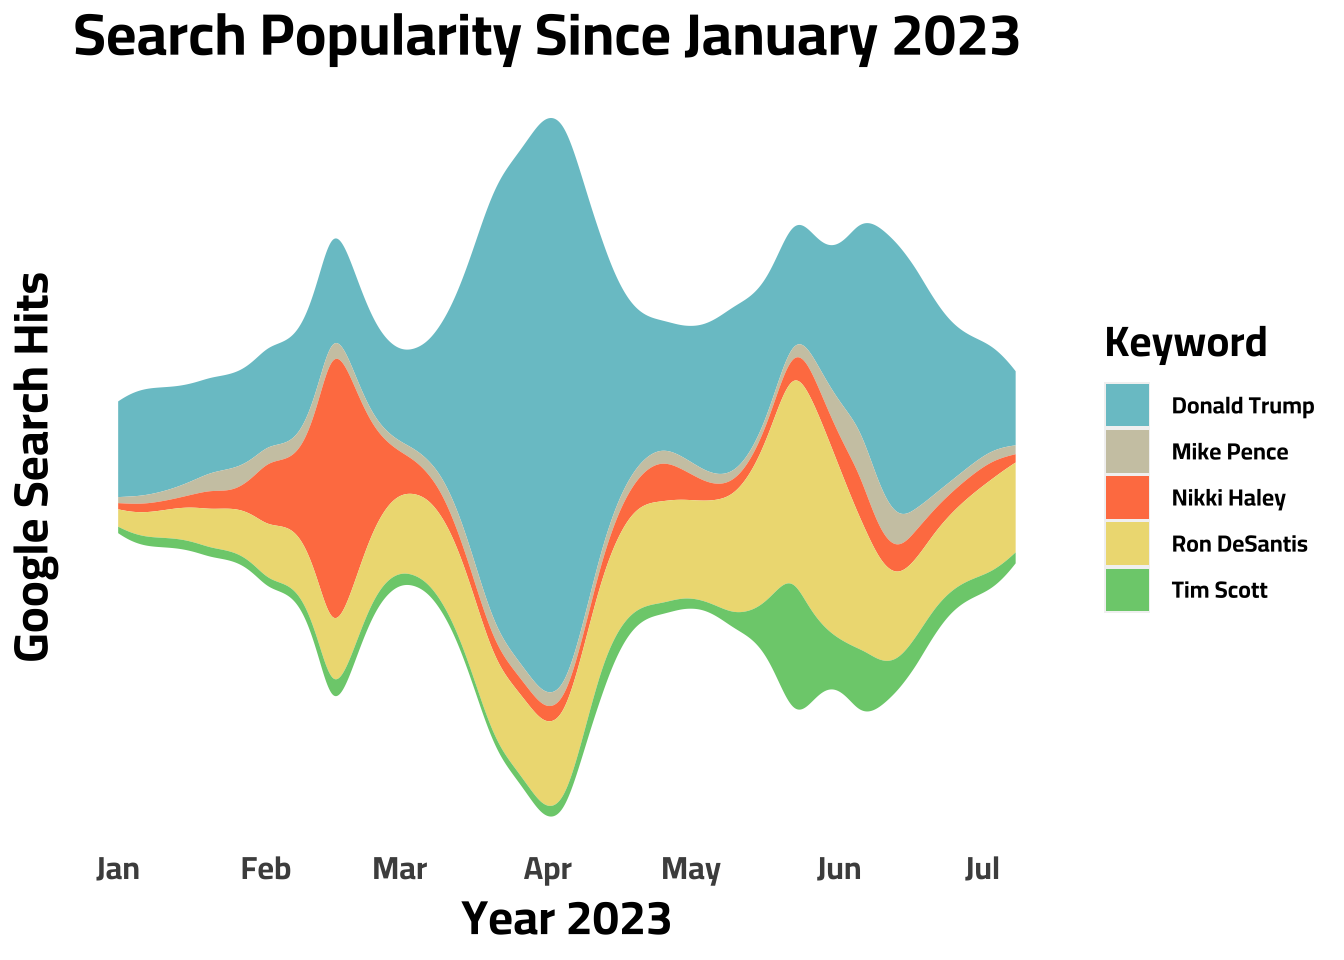 Search Popularity Since January 2023
Google Search Hits
Keyword
Donald Trump
Mike Pence
Nikki Haley
Ron DeSantis
Tim Scott
Jan Feb Mar Apr May Jun Jul
Year 2023